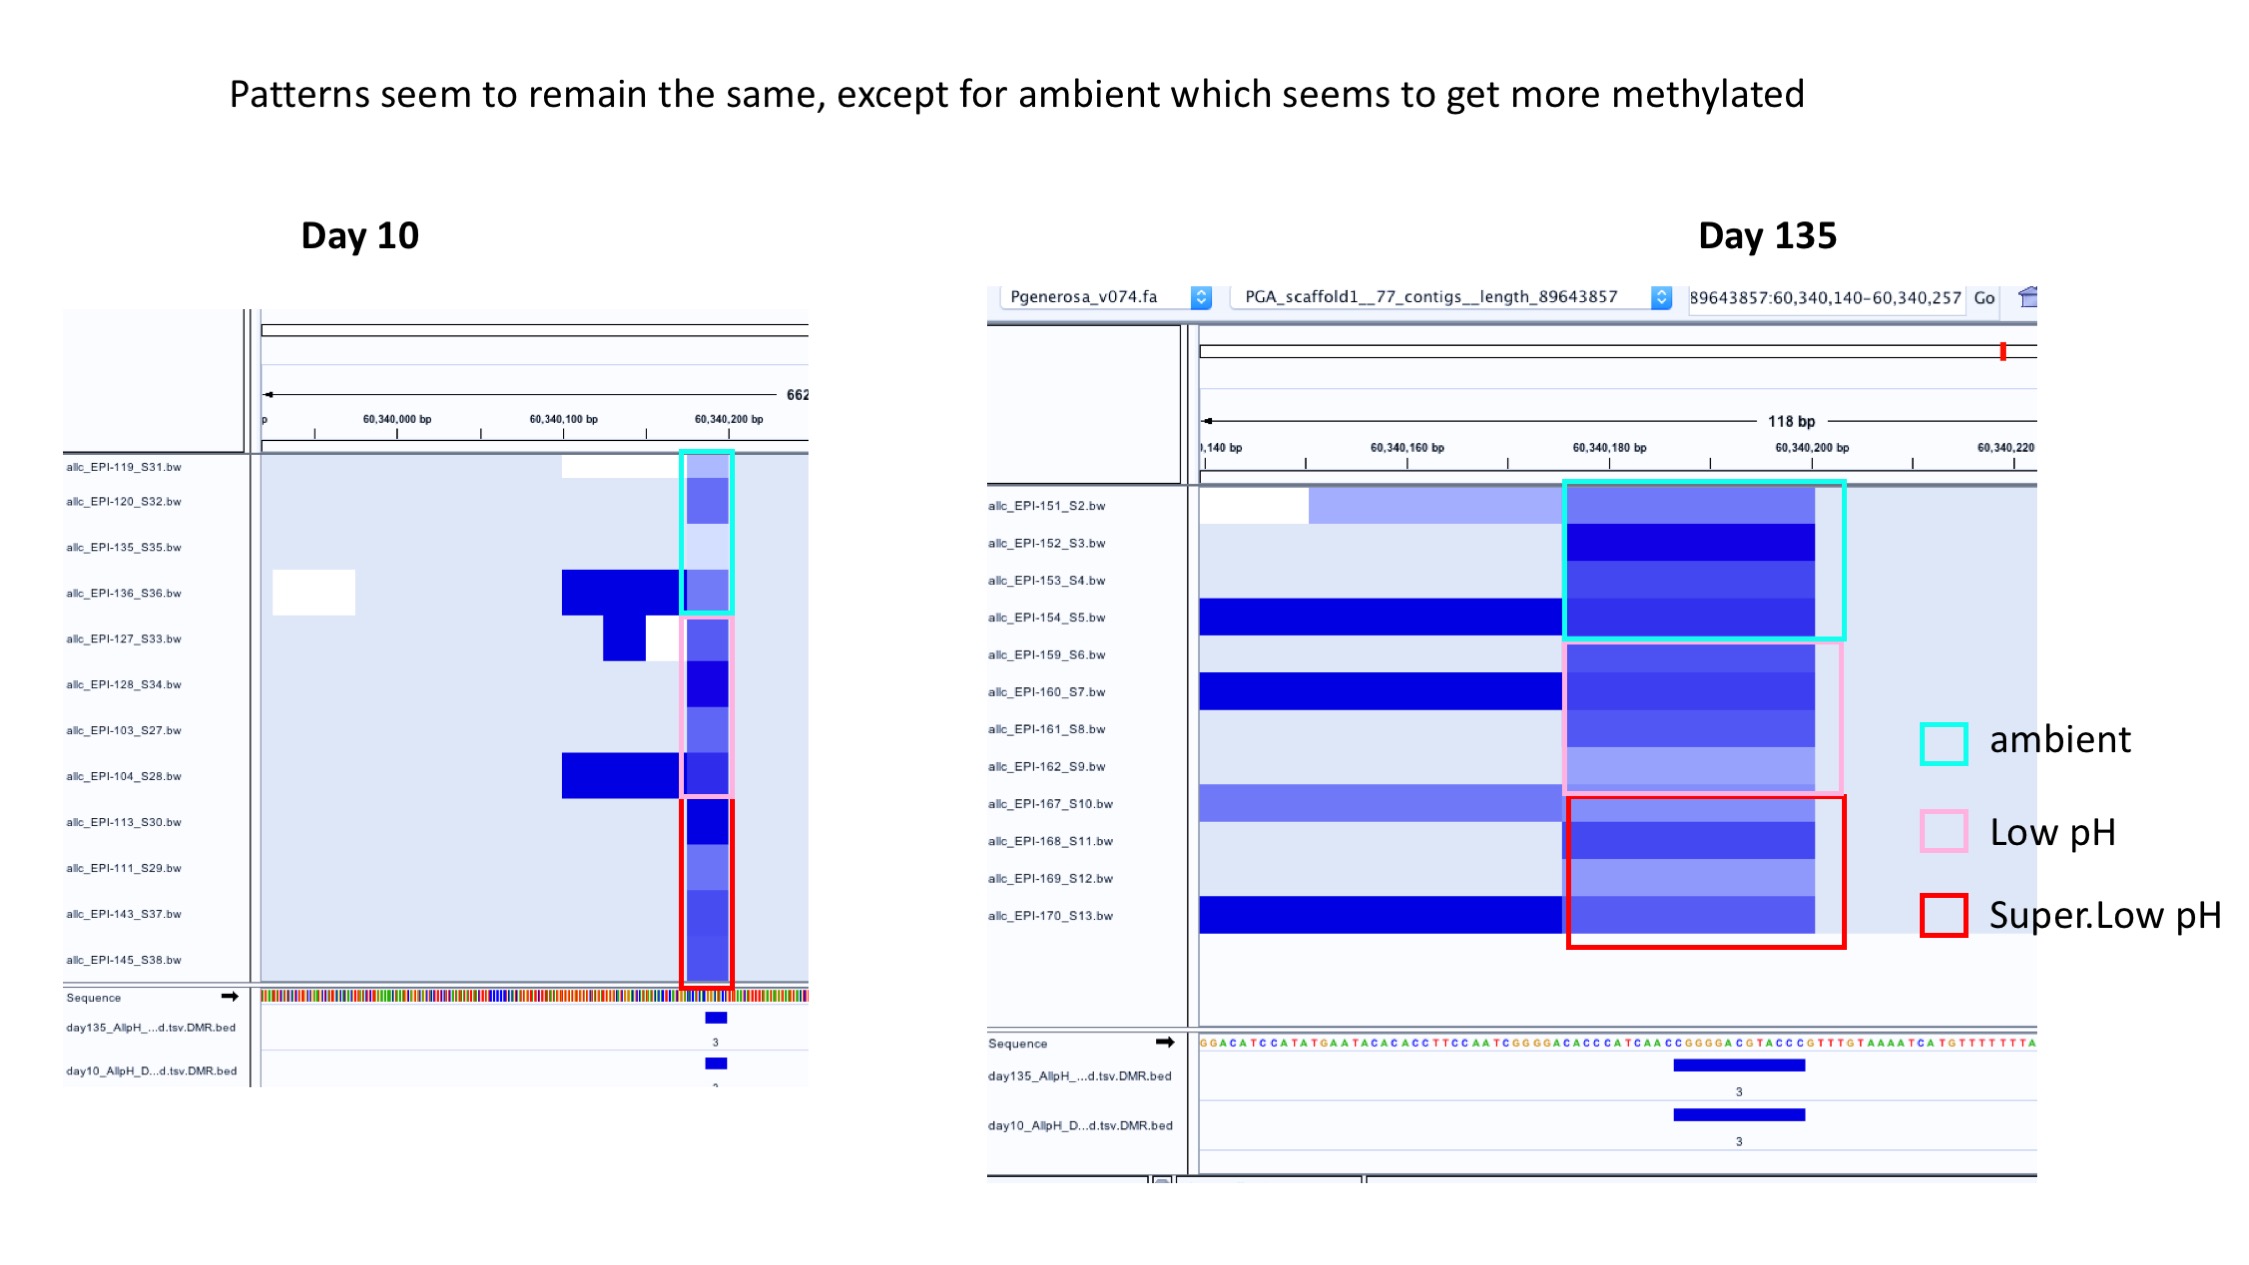 Patterns seem to remain the same, except for ambient which seems to get more methylated
Day 10
662
p 60,340,000 bp 60,340,100 bp 60,340,200 bp
allc_EPI-119_S31.bw
allc_EPI-120_S32.bw
allc_EPI-135_S35.bw
allc_EPI-136_S36.bw
allc_EPI-127_S33.bw
allc_EPI-128_S34.bw
allc_EPI-103_S27.bw
allc_EPI-104_S28.bw
allc_EPI-113_S30.bw
allc_EPI-111_S29.bw
allc_EPI-143_S37.bw
allc_EPI-145_S38.bw
Sequence
day135_AllpH_...d.tsv.DMR.bed
3
day10_AllpH_D...d.tsv.DMR.bed
Day 135
Pgenerosa_v074.fa PGA_scaffold1__77_contigs__length_89643857 89643857:60,340,140-60,340,257 Go
118 bp
,140 bp 60,340,160 bp 60,340,180 bp 60,340,200 bp 60,340,220
allc_EPI-151_S2.bw
allc_EPI-152_S3.bw
allc_EPI-153_S4.bw
allc_EPI-154_S5.bw
allc_EPI-159_S6.bw
allc_EPI-160_S7.bw
allc_EPI-161_S8.bw
allc_EPI-162_S9.bw
allc_EPI-167_S10.bw
allc_EPI-168_S11.bw
allc_EPI-169_S12.bw
allc_EPI-170_S13.bw
Sequence GGACATCCATATGAATACACACCTTCCAATCGGGGACACCCATCAACCGGGGACGTACCCGTTTGTAAAATCATGTTTTTTTA
day135_AllpH_...d.tsv.DMR.bed
3
day10_AllpH_D...d.tsv.DMR.bed
3
ambient
Low pH
Super.Low pH